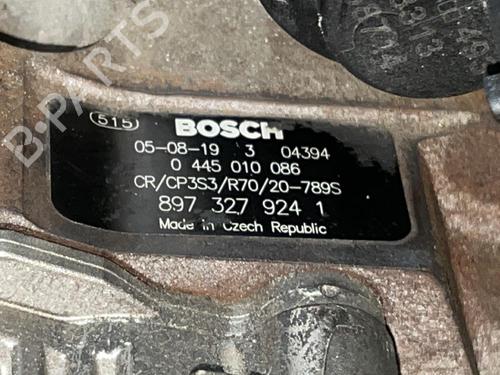 515 BOSCH
05-08-19 3 04394
0 445 010 086
CR/CP3S3/R70/20-789S
897 327 924 1
Made in Czech Republic
B-PARTS